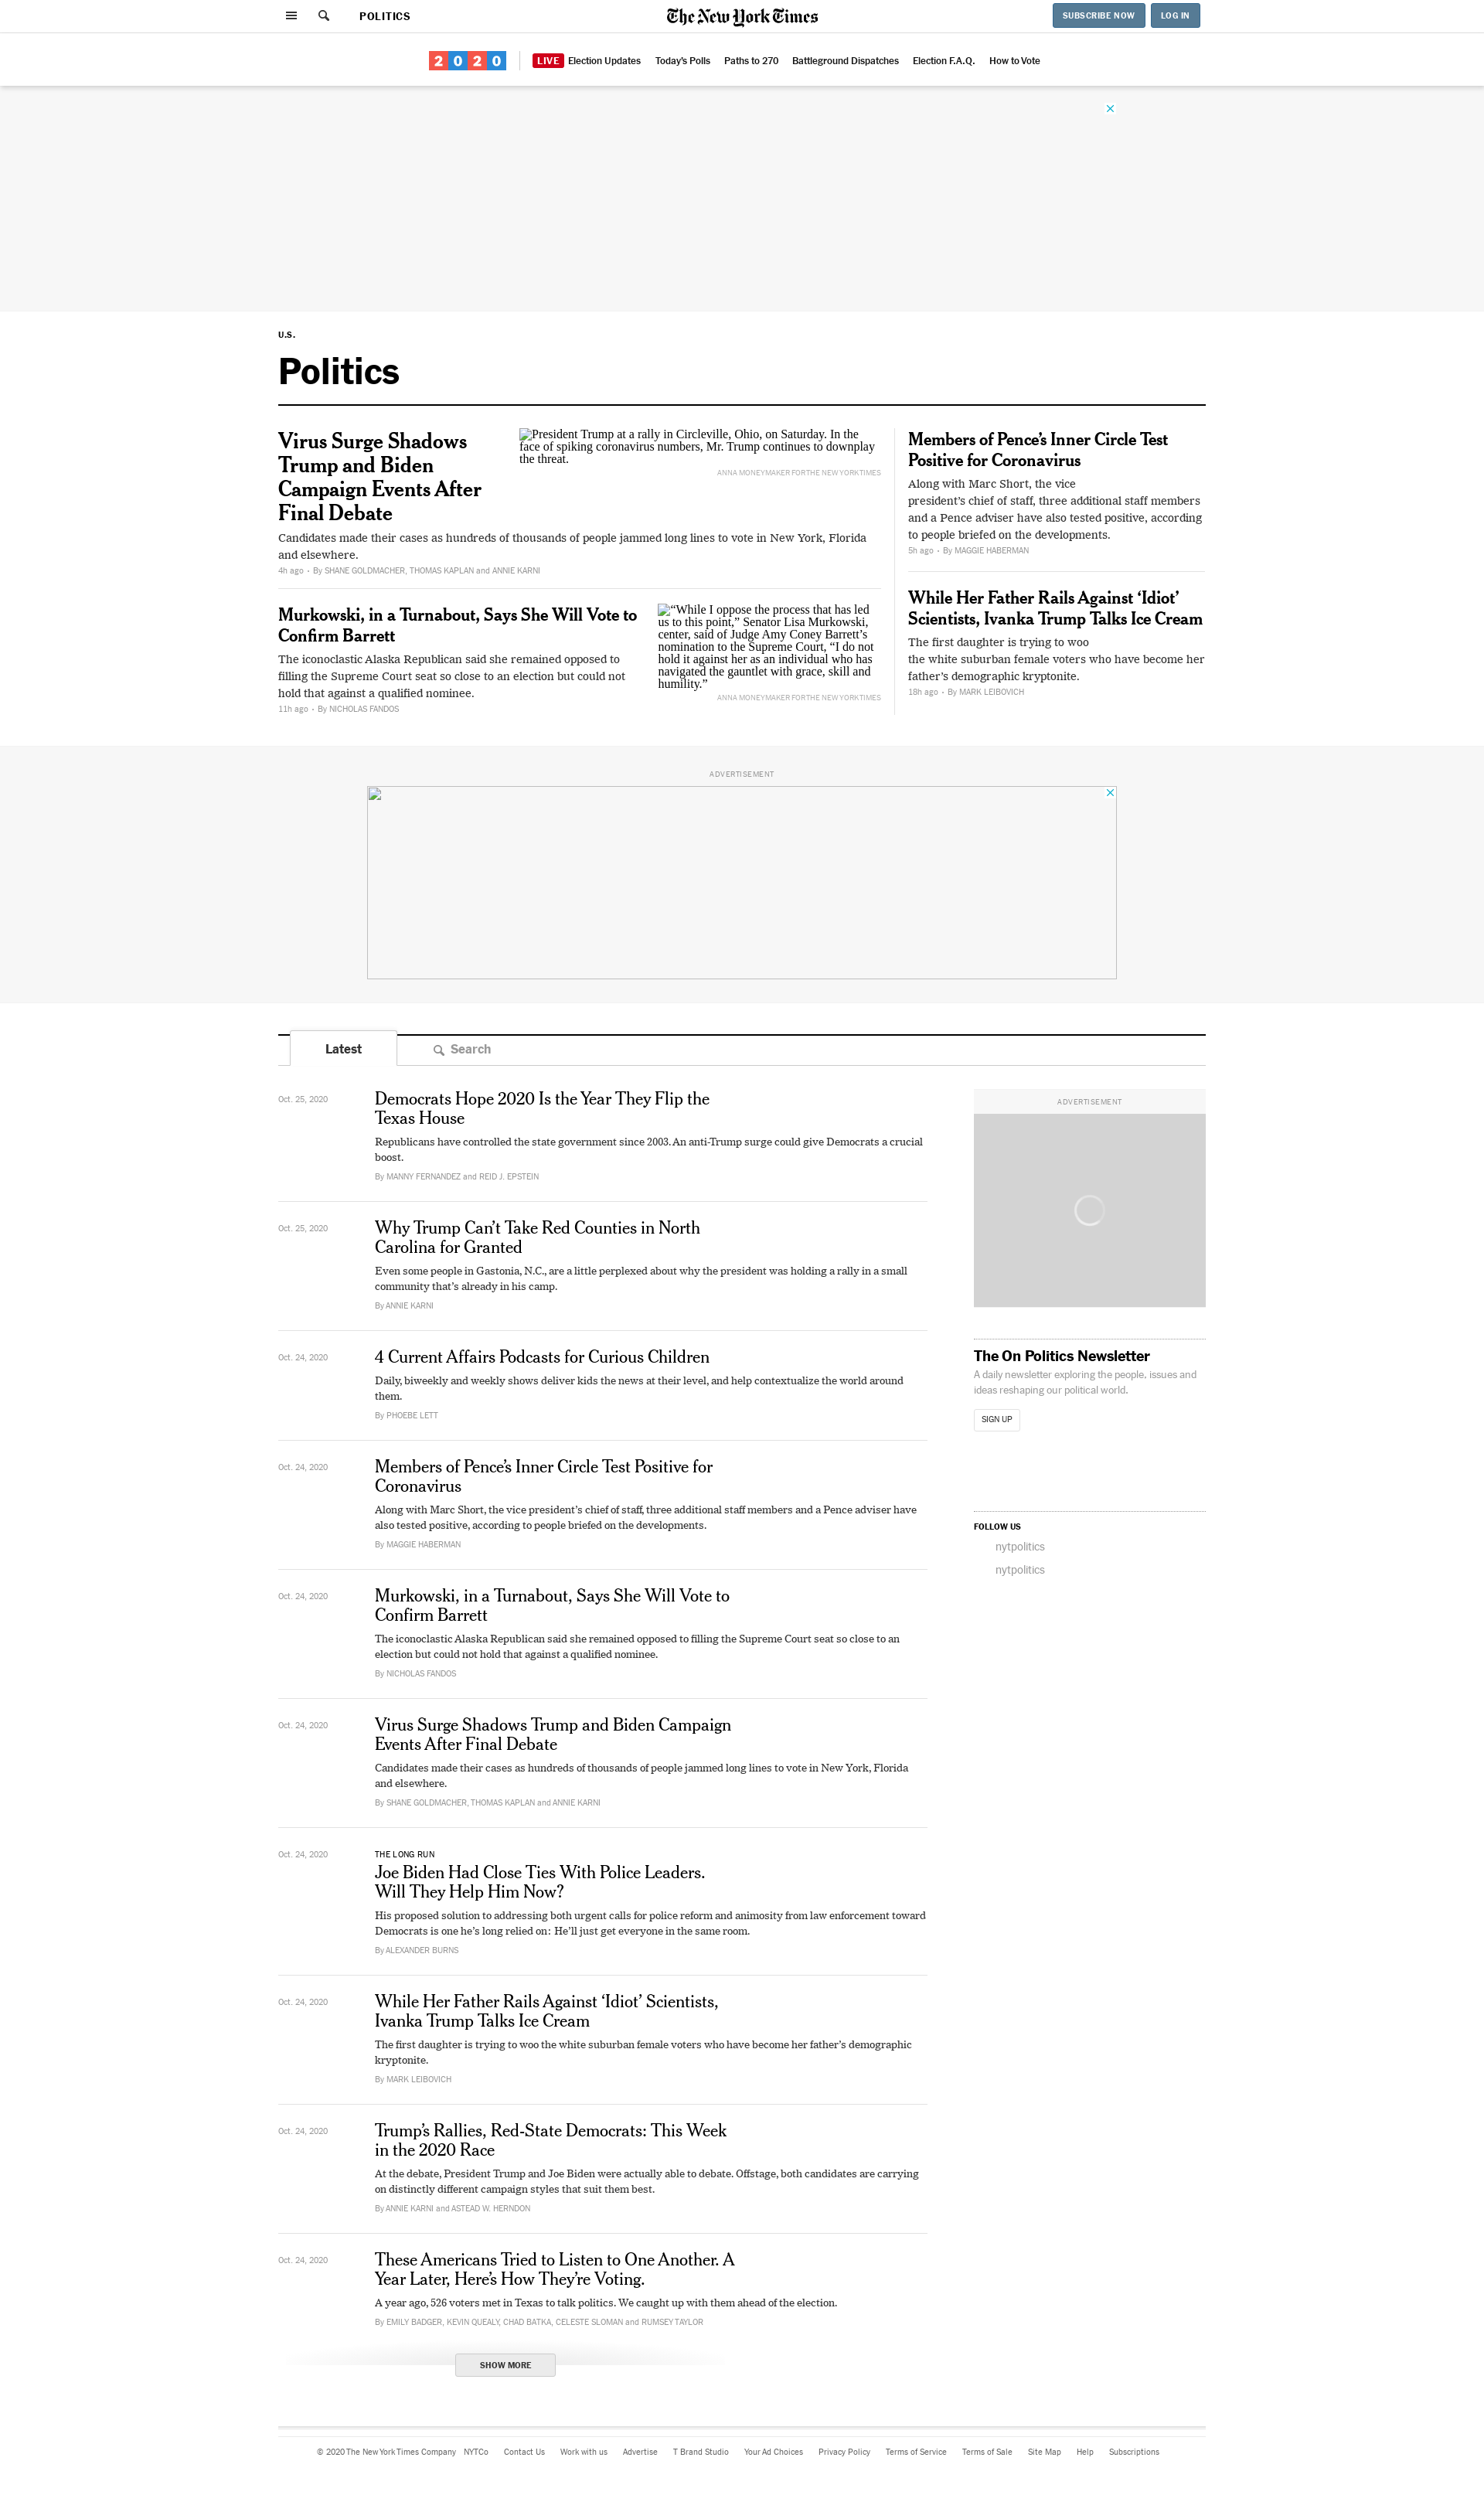 POLITICS
The New York Times
SUBSCRIBE NOW
LOG IN
2020
LIVE Election Updates
Today's Polls
Paths to 270
Battleground Dispatches
Election F.A.Q.
How to Vote
U.S.
Politics
Virus Surge Shadows
Trump and Biden
Campaign Events After
Final Debate
President Trump at a rally in Circleville, Ohio, on Saturday. In the
face of spiking coronavirus numbers, Mr. Trump continues to downplay
the threat.
ANNA MONEYMAKER FOR THE NEW YORK TIMES
Candidates made their cases as hundreds of thousands of people jammed long lines to vote in New York, Florida
and elsewhere.
4h ago • By SHANE GOLDMACHER, THOMAS KAPLAN and ANNIE KARNI
Murkowski, in a Turnabout, Says She Will Vote to
Confirm Barrett
The iconoclastic Alaska Republican said she remained opposed to
filling the Supreme Court seat so close to an election but could not
hold that against a qualified nominee.
11h ago • By NICHOLAS FANDOS
“While I oppose the process that has led
us to this point,” Senator Lisa Murkowski,
center, said of Judge Amy Coney Barrett’s
nomination to the Supreme Court, “I do not
hold it against her as an individual who has
navigated the gauntlet with grace, skill and
humility.”
ANNA MONEYMAKER FOR THE NEW YORK TIMES
Members of Pence’s Inner Circle Test
Positive for Coronavirus
Along with Marc Short, the vice
president’s chief of staff, three additional staff members
and a Pence adviser have also tested positive, according
to people briefed on the developments.
5h ago • By MAGGIE HABERMAN
While Her Father Rails Against ‘Idiot’
Scientists, Ivanka Trump Talks Ice Cream
The first daughter is trying to woo
the white suburban female voters who have become her
father’s demographic kryptonite.
18h ago • By MARK LEIBOVICH
ADVERTISEMENT
Latest
Search
Oct. 25, 2020
Democrats Hope 2020 Is the Year They Flip the
Texas House
Republicans have controlled the state government since 2003. An anti-Trump surge could give Democrats a crucial
boost.
By MANNY FERNANDEZ and REID J. EPSTEIN
Oct. 25, 2020
Why Trump Can’t Take Red Counties in North
Carolina for Granted
Even some people in Gastonia, N.C., are a little perplexed about why the president was holding a rally in a small
community that’s already in his camp.
By ANNIE KARNI
Oct. 24, 2020
4 Current Affairs Podcasts for Curious Children
Daily, biweekly and weekly shows deliver kids the news at their level, and help contextualize the world around
them.
By PHOEBE LETT
Oct. 24, 2020
Members of Pence’s Inner Circle Test Positive for
Coronavirus
Along with Marc Short, the vice president’s chief of staff, three additional staff members and a Pence adviser have
also tested positive, according to people briefed on the developments.
By MAGGIE HABERMAN
Oct. 24, 2020
Murkowski, in a Turnabout, Says She Will Vote to
Confirm Barrett
The iconoclastic Alaska Republican said she remained opposed to filling the Supreme Court seat so close to an
election but could not hold that against a qualified nominee.
By NICHOLAS FANDOS
Oct. 24, 2020
Virus Surge Shadows Trump and Biden Campaign
Events After Final Debate
Candidates made their cases as hundreds of thousands of people jammed long lines to vote in New York, Florida
and elsewhere.
By SHANE GOLDMACHER, THOMAS KAPLAN and ANNIE KARNI
Oct. 24, 2020
THE LONG RUN
Joe Biden Had Close Ties With Police Leaders.
Will They Help Him Now?
His proposed solution to addressing both urgent calls for police reform and animosity from law enforcement toward
Democrats is one he’s long relied on: He’ll just get everyone in the same room.
By ALEXANDER BURNS
Oct. 24, 2020
While Her Father Rails Against ‘Idiot’ Scientists,
Ivanka Trump Talks Ice Cream
The first daughter is trying to woo the white suburban female voters who have become her father’s demographic
kryptonite.
By MARK LEIBOVICH
Oct. 24, 2020
Trump’s Rallies, Red-State Democrats: This Week
in the 2020 Race
At the debate, President Trump and Joe Biden were actually able to debate. Offstage, both candidates are carrying
on distinctly different campaign styles that suit them best.
By ANNIE KARNI and ASTEAD W. HERNDON
Oct. 24, 2020
These Americans Tried to Listen to One Another. A
Year Later, Here’s How They’re Voting.
A year ago, 526 voters met in Texas to talk politics. We caught up with them ahead of the election.
By EMILY BADGER, KEVIN QUEALY, CHAD BATKA, CELESTE SLOMAN and RUMSEY TAYLOR
SHOW MORE
ADVERTISEMENT
The On Politics Newsletter
A daily newsletter exploring the people, issues and
ideas reshaping our political world.
SIGN UP
FOLLOW US
nytpolitics
nytpolitics
© 2020 The New York Times Company
NYTCo
Contact Us
Work with us
Advertise
T Brand Studio
Your Ad Choices
Privacy Policy
Terms of Service
Terms of Sale
Site Map
Help
Subscriptions